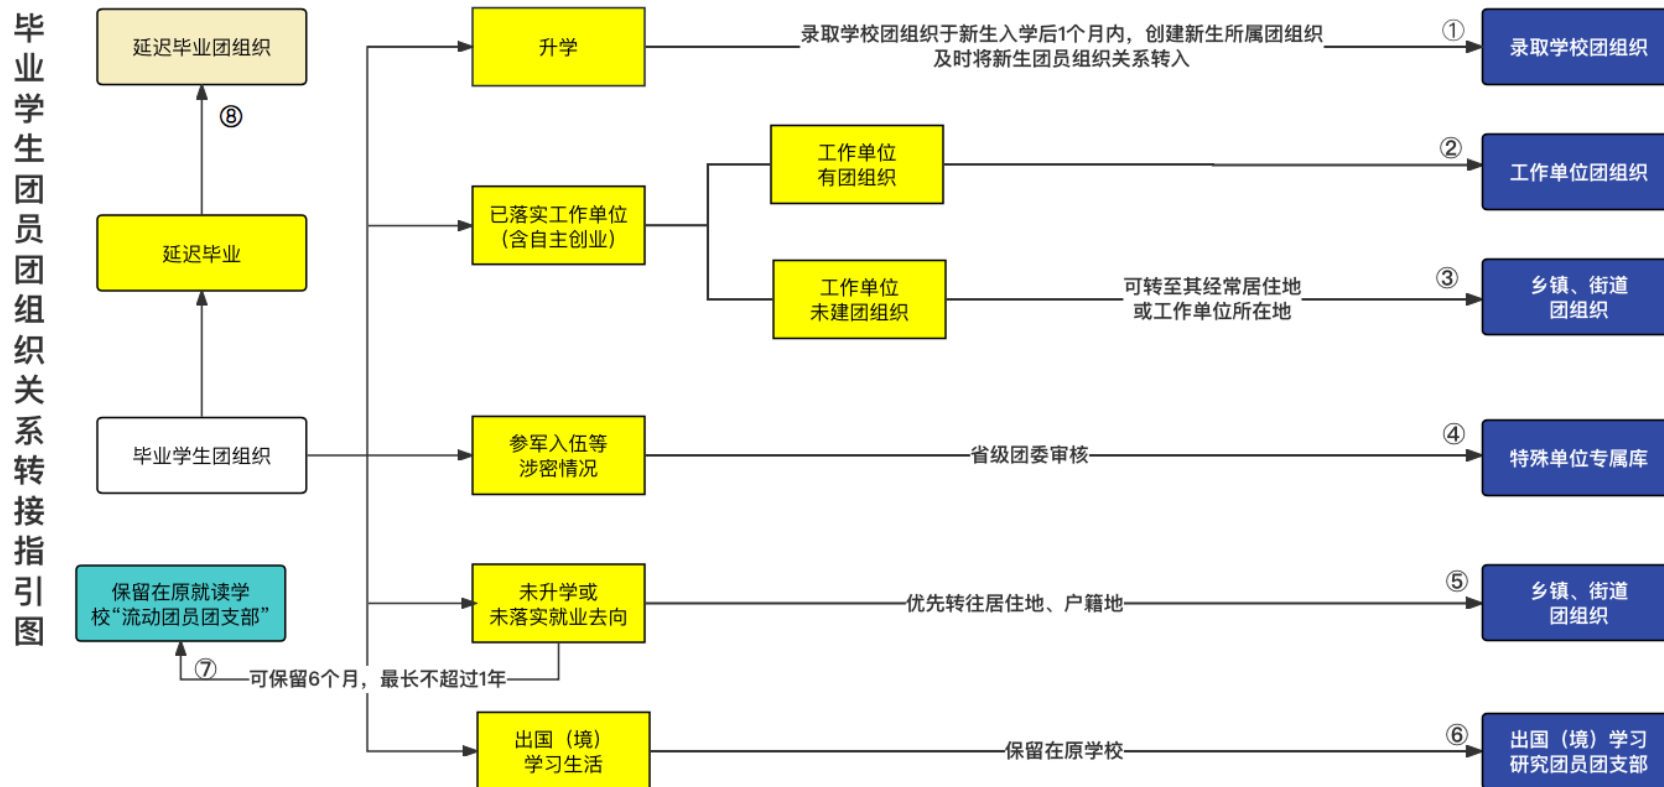 毕业学生团员团组织关系转接指引图
延迟毕业团组织
⑧
延迟毕业
毕业学生团组织
保留在原就读学
校“流动团员团支部”
⑦
可保留6个月，最长不超过1年
升学
录取学校团组织于新生入学后1个月内，创建新生所属团组织
及时将新生团员组织关系转入
①
录取学校团组织
已落实工作单位
（含自主创业）
工作单位
有团组织
②
工作单位团组织
工作单位
未建团组织
可转至其经常居住地
或工作单位所在地
③
乡镇、街道
团组织
参军入伍等
涉密情况
省级团委审核
④
特殊单位专属库
未升学或
未落实就业去向
优先转往居住地、户籍地
⑤
乡镇、街道
团组织
出国（境）
学习生活
保留在原学校
⑥
出国（境）学习
研究团员团支部